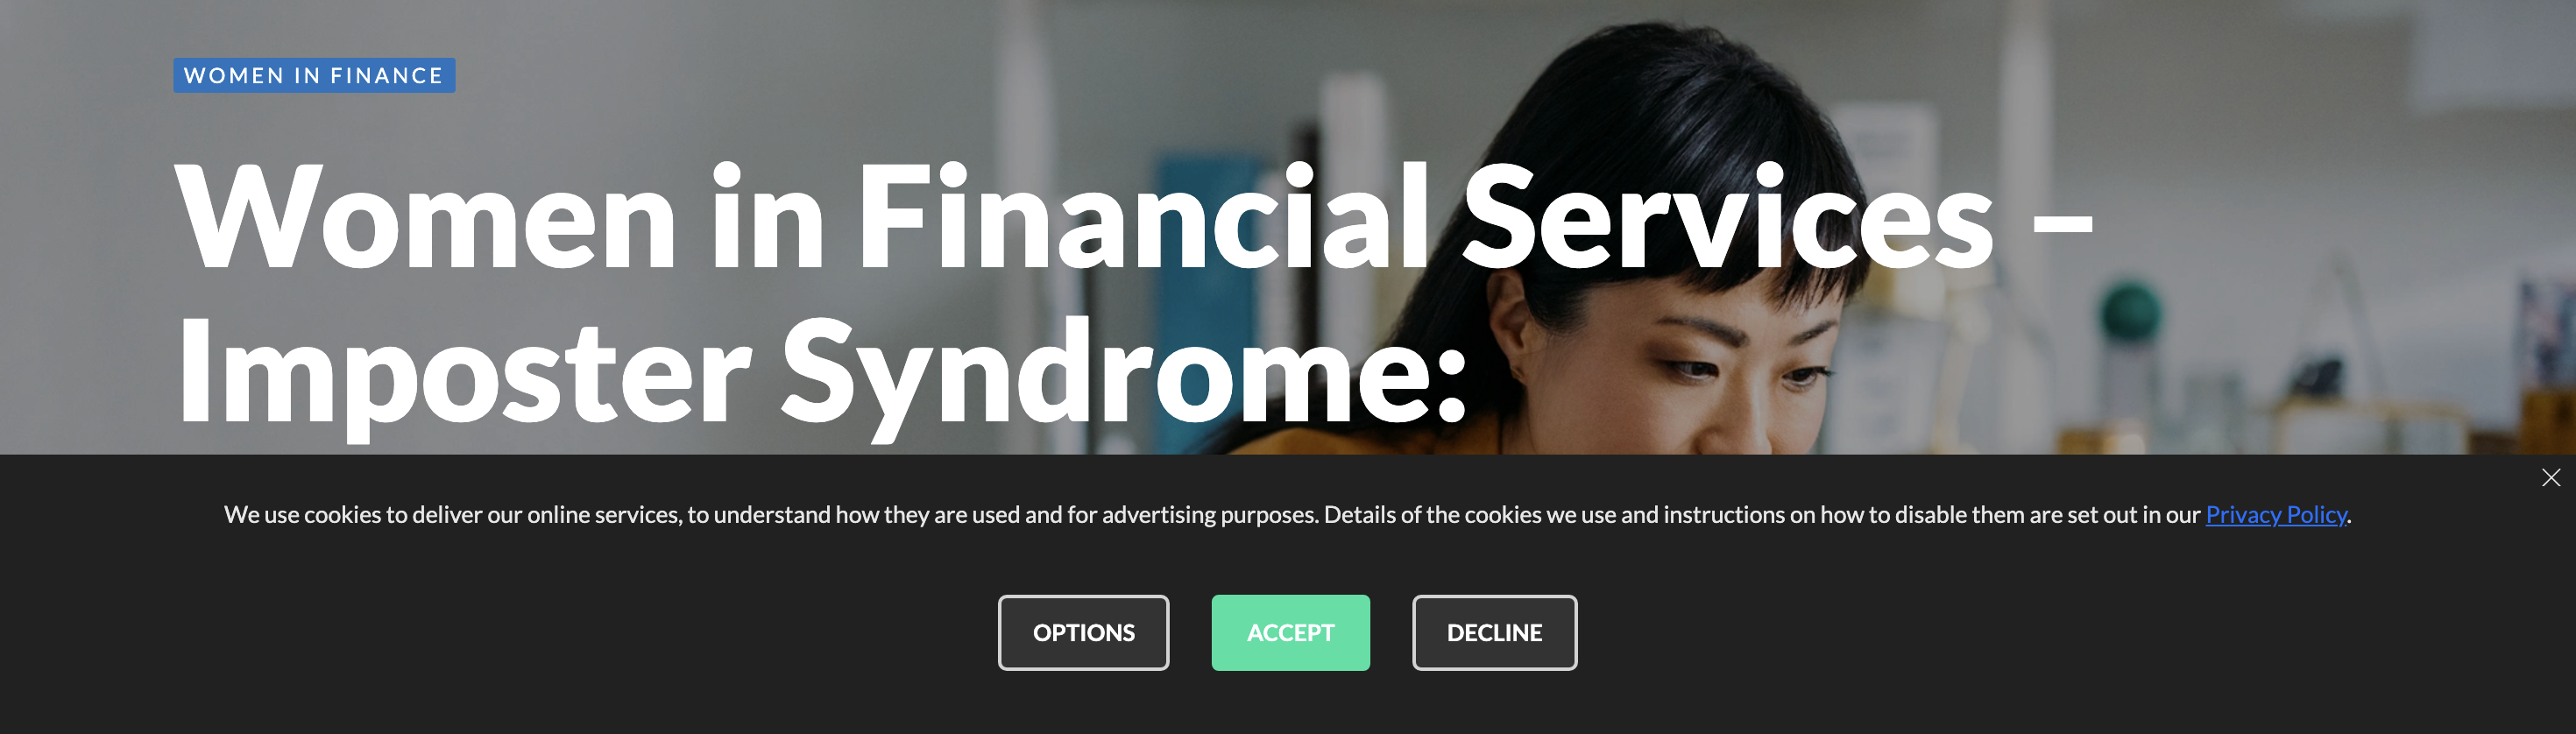 WOMEN IN FINANCE
Women in Financial Services –
Imposter Syndrome:
We use cookies to deliver our online services, to understand how they are used and for advertising purposes. Details of the cookies we use and instructions on how to disable them are set out in our Privacy Policy.
OPTIONS ACCEPT DECLINE